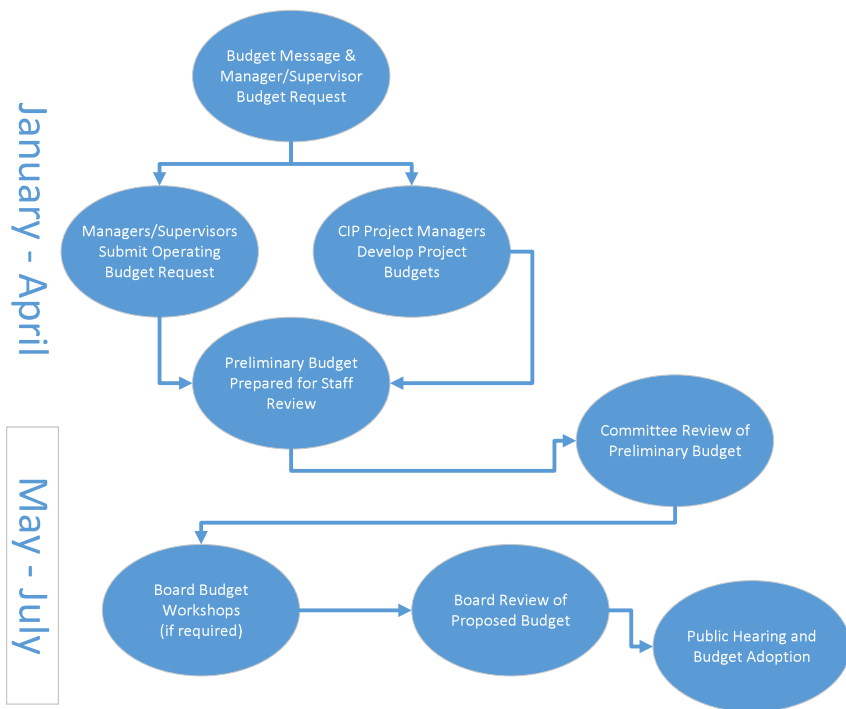 January - April
Budget Message &
Manager/Supervisor
Budget Request
Managers/Supervisors
Submit Operating
Budget Request
CIP Project Managers
Develop Project
Budgets
Preliminary Budget
Prepared for Staff
Review
Committee Review of
Preliminary Budget
May - July
Board Budget
Workshops
(if required)
Board Review of
Proposed Budget
Public Hearing and
Budget Adoption